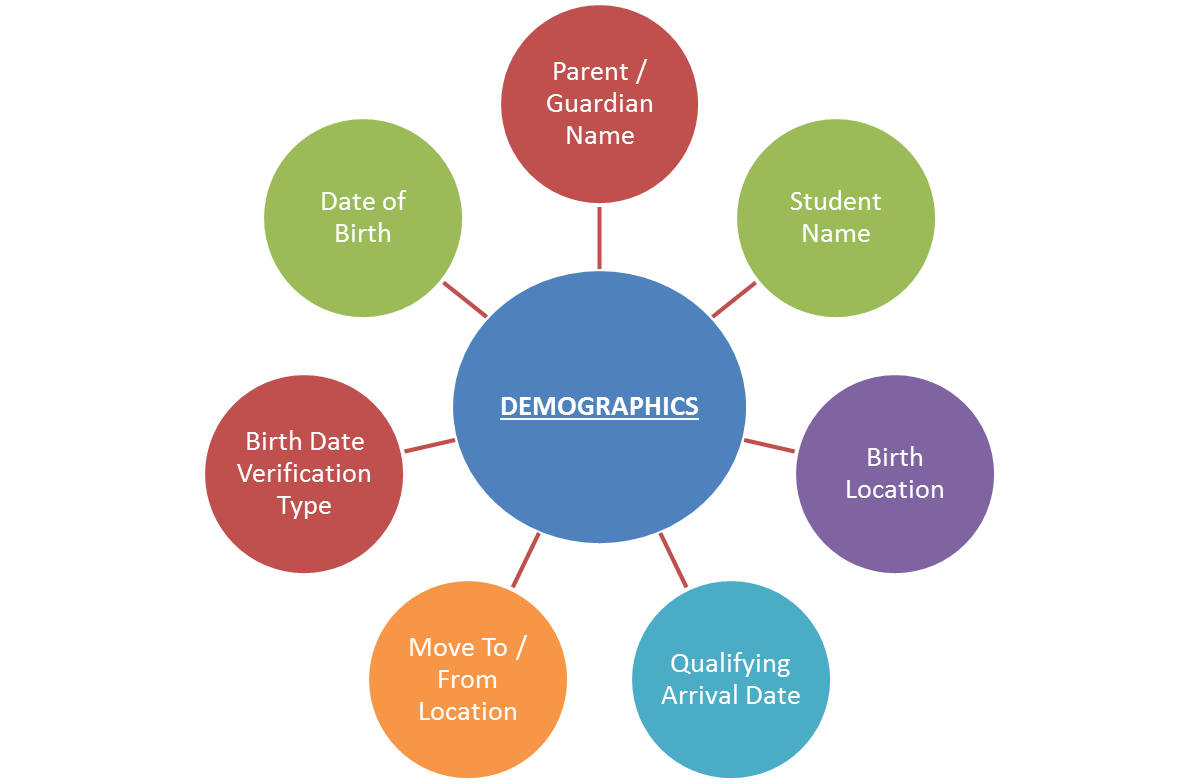 Parent /
Guardian
Name
Student
Name
Birth
Location
Qualifying
Arrival Date
Move To /
From
Location
Birth Date
Verification
Type
Date of
Birth
DEMOGRAPHICS